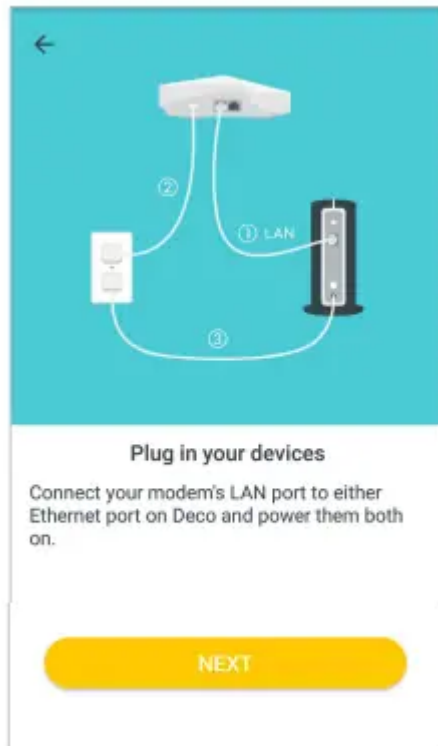 ②
① LAN
③
Plug in your devices
Connect your modem's LAN port to either
Ethernet port on Deco and power them both
on.
NEXT